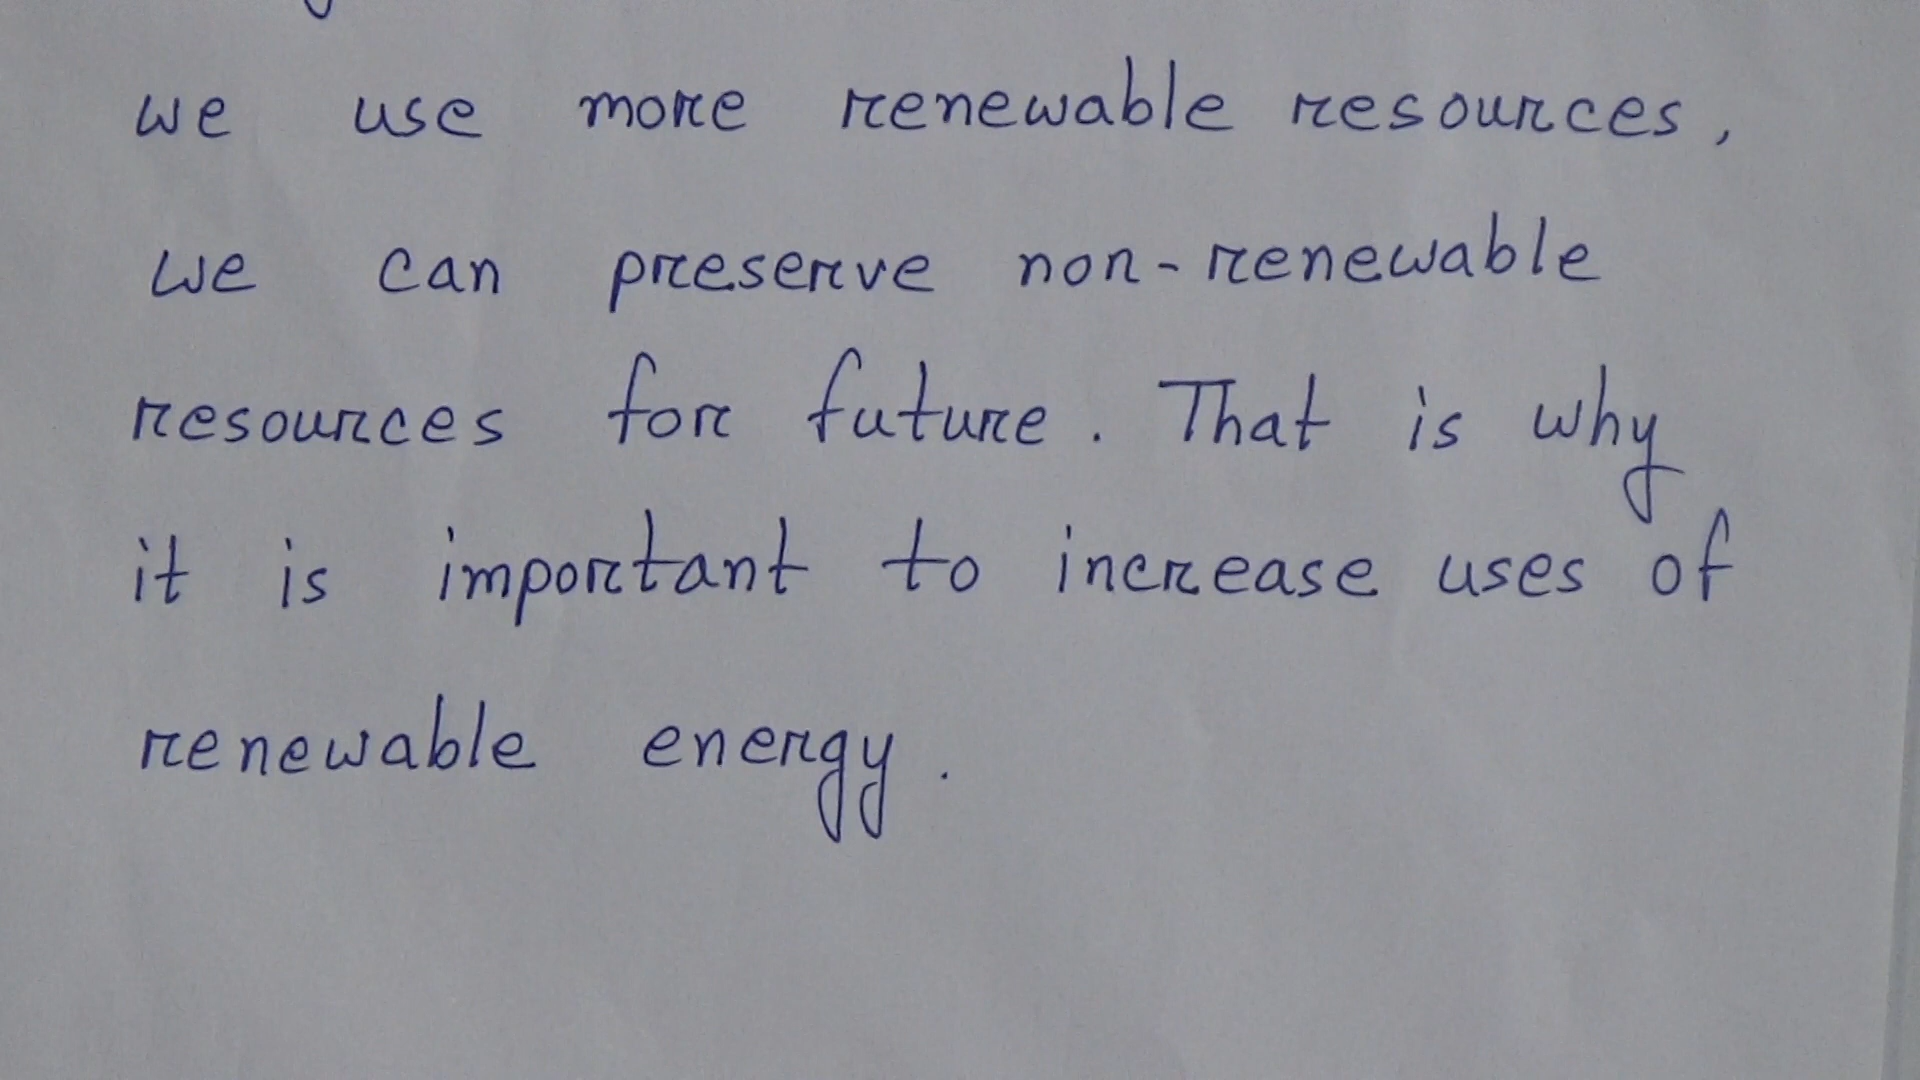 we use more renewable resources,
we can preserve non-renewable
resources for future. That is why
it is important to increase uses of
renewable energy.